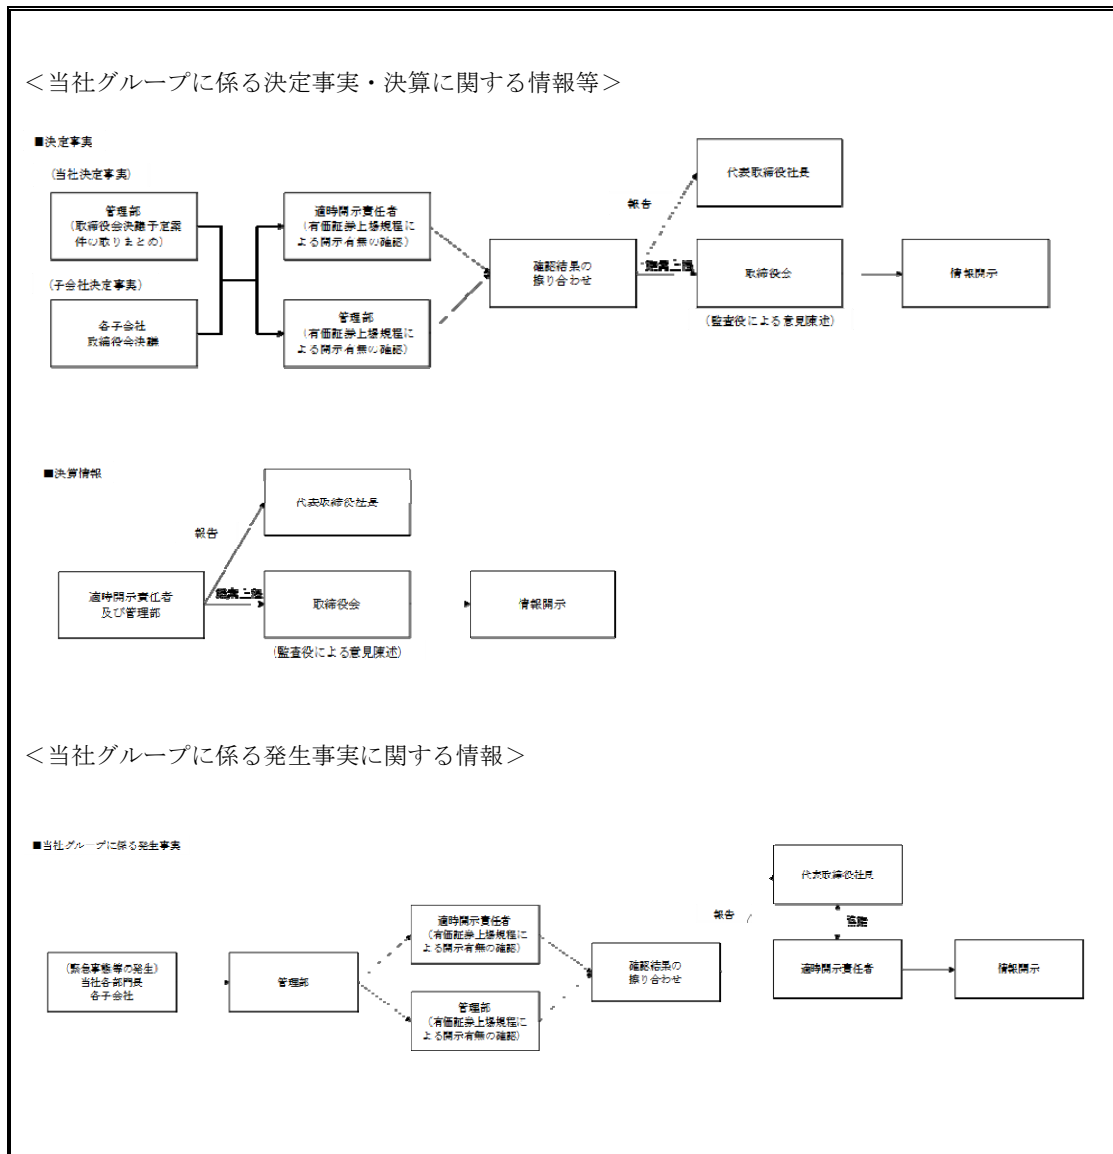 ＜当社グループに係る決定事実・決算に関する情報等＞
■決定事実
(当社決定事実)
管理部
(取締役会決議予定案
件の取りまとめ)
(子会社決定事実)
各子会社
取締役会決議
適時開示責任者
(有価証券上場規程に
よる開示有無の確認)
管理部
(有価証券上場規程に
よる開示有無の確認)
確認結果の
擦り合わせ
報告
代表取締役社長
取締役会
(監査役による意見陳述)
情報開示
■決算情報
適時開示責任者
及び管理部
報告
代表取締役社長
取締役会
(監査役による意見陳述)
情報開示
＜当社グループに係る発生事実に関する情報＞
■当社グループに係る発生事実
(緊急事態等の発生)
当社各部門長
各子会社
管理部
適時開示責任者
(有価証券上場規程に
よる開示有無の確認)
管理部
(有価証券上場規程に
よる開示有無の確認)
確認結果の
擦り合わせ
報告
代表取締役社長
適時開示責任者
情報開示